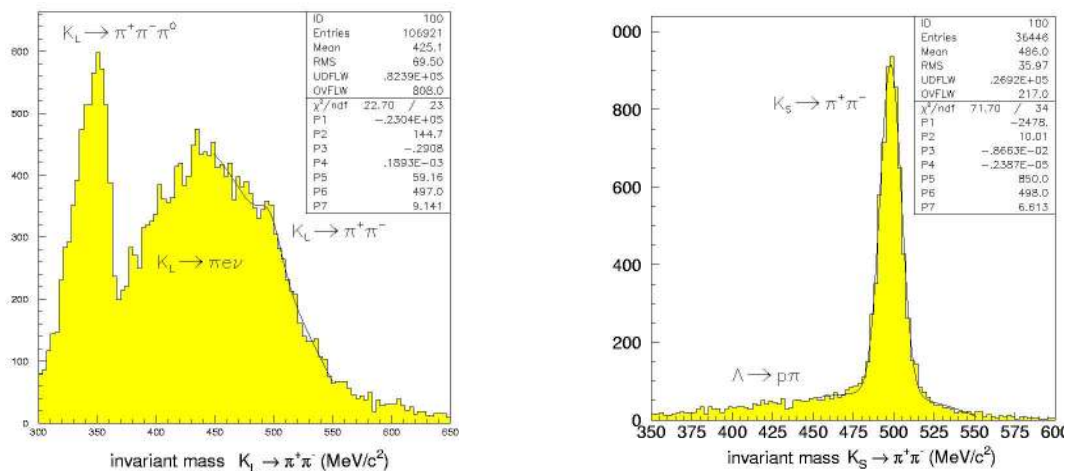 K_L → π⁺π⁻π⁰
ID 100
Entries 106921
Mean 425.1
RMS 69.50
UDFLW .8239E+05
OVFLW 808.0
χ²/ndf 22.70 / 23
P1 -.2304E+05
P2 144.7
P3 -.2908
P4 .1893E-03
P5 59.16
P6 497.0
P7 9.141
K_L → π⁺π⁻
K_L → πeν
600
500
400
300
200
100
0
300 350 400 450 500 550 600 650
invariant mass K_L → π⁺π⁻ (MeV/c²)
ID 100
Entries 36446
Mean 486.0
RMS 35.97
UDFLW .2692E+05
OVFLW 217.0
χ²/ndf 71.70 / 34
P1 -2478.
P2 10.01
P3 -.8663E-02
P4 -.2387E-05
P5 850.0
P6 498.0
P7 6.613
K_S → π⁺π⁻
Λ → pπ
000
900
800
600
400
200
00
0
350 375 400 425 450 475 500 525 550 575 600
invariant mass K_S → π⁺π⁻ (MeV/c²)